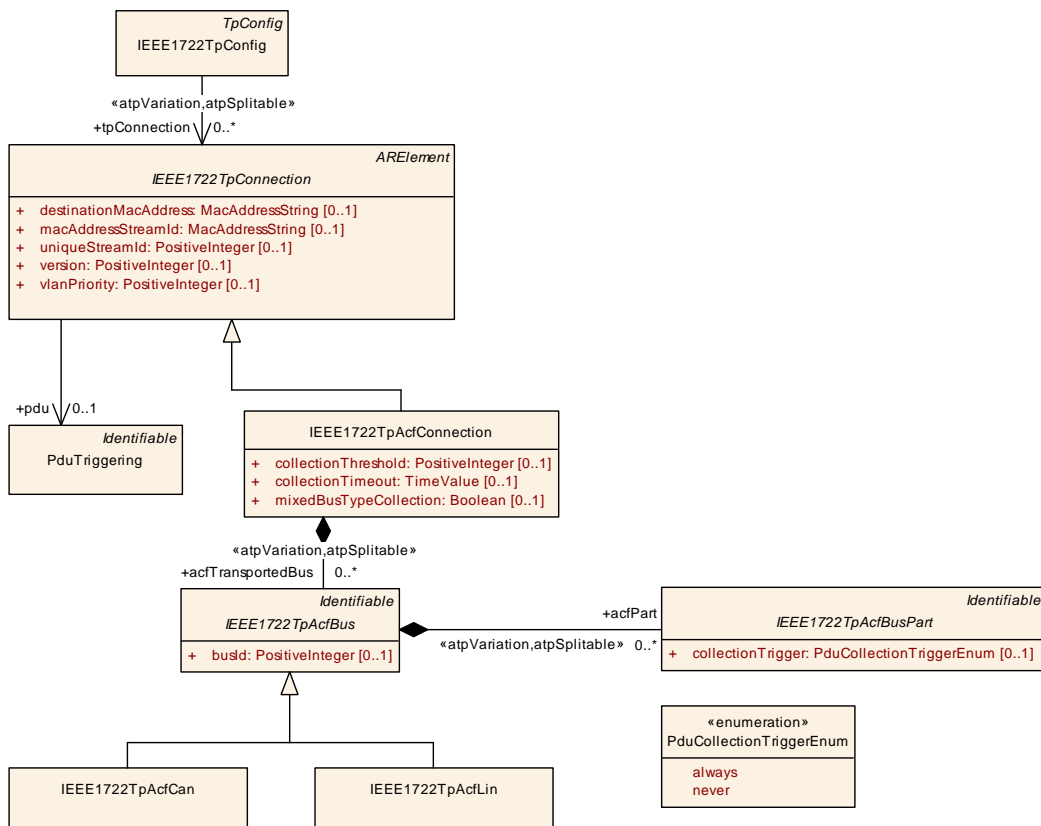 TpConfig
IEEE1722TpConfig
«atpVariation,atpSplitable»
+tpConnection 0..*
ARElement
IEEE1722TpConnection
+ destinationMacAddress: MacAddressString [0..1]
+ macAddressStreamId: MacAddressString [0..1]
+ uniqueStreamId: PositiveInteger [0..1]
+ version: PositiveInteger [0..1]
+ vlanPriority: PositiveInteger [0..1]
+pdu 0..1
Identifiable
PduTriggering
IEEE1722TpAcfConnection
+ collectionThreshold: PositiveInteger [0..1]
+ collectionTimeout: TimeValue [0..1]
+ mixedBusTypeCollection: Boolean [0..1]
«atpVariation,atpSplitable»
+acfTransportedBus 0..*
Identifiable
IEEE1722TpAcfBus
+ busId: PositiveInteger [0..1]
+acfPart
«atpVariation,atpSplitable» 0..*
Identifiable
IEEE1722TpAcfBusPart
+ collectionTrigger: PduCollectionTriggerEnum [0..1]
«enumeration»
PduCollectionTriggerEnum
always
never
IEEE1722TpAcfCan
IEEE1722TpAcfLin